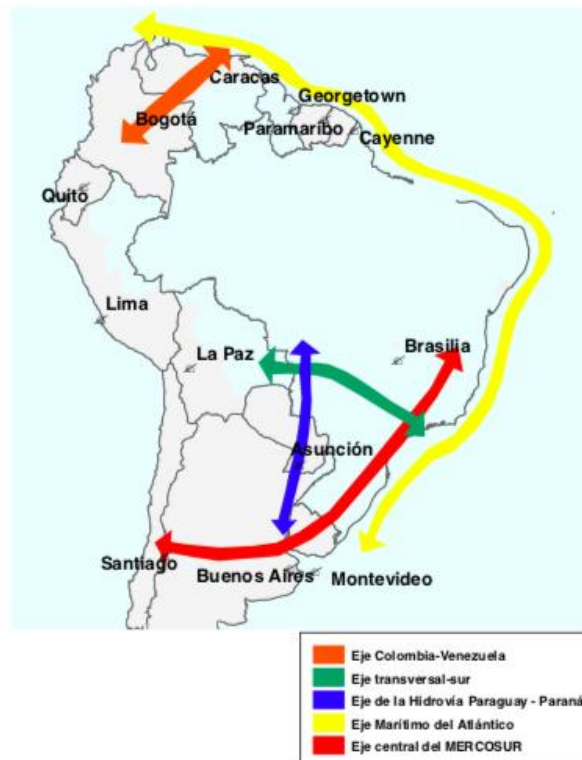 Caracas
Georgetown
Bogotá
Paramaribo
Cayenne
Quito
Lima
Brasilia
La Paz
Asunción
Santiago
Buenos Aires
Montevideo
Eje Colombia-Venezuela
Eje transversal-sur
Eje de la Hidrovía Paraguay - Paraná
Eje Marítimo del Atlántico
Eje central del MERCOSUR